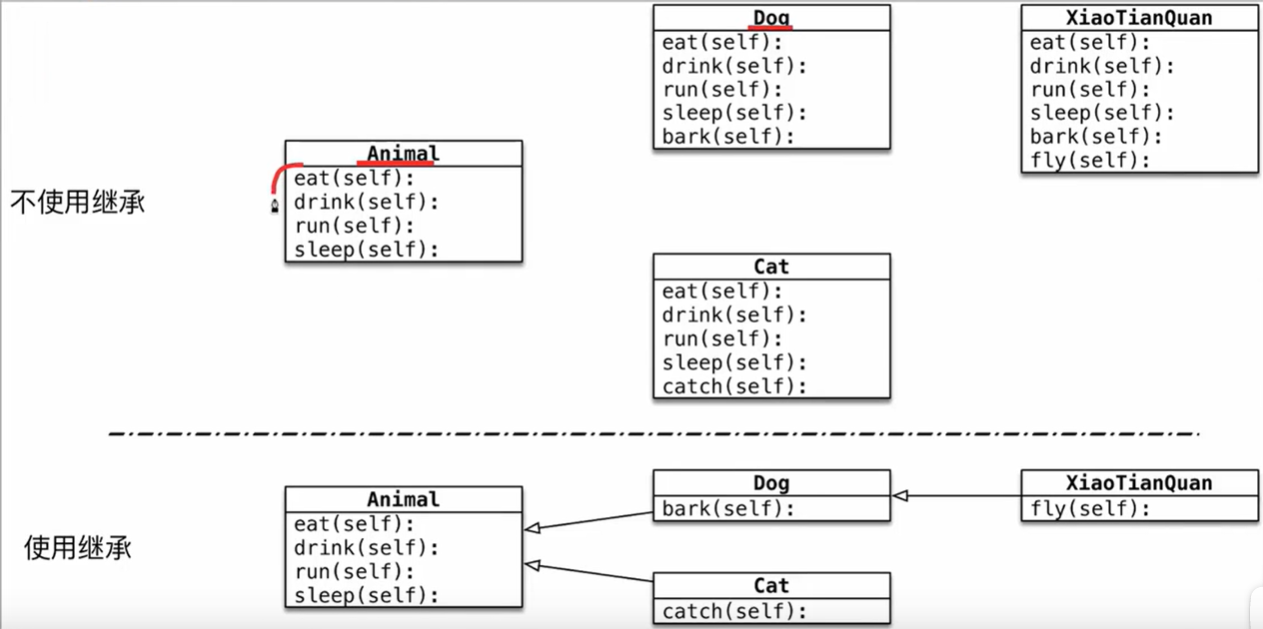 Dog
eat(self):
drink(self):
run(self):
sleep(self):
bark(self):
XiaoTianQuan
eat(self):
drink(self):
run(self):
sleep(self):
bark(self):
fly(self):
不使用继承
Animal
eat(self):
drink(self):
run(self):
sleep(self):
Cat
eat(self):
drink(self):
run(self):
sleep(self):
catch(self):
使用继承
Animal
eat(self):
drink(self):
run(self):
sleep(self):
Dog
bark(self):
XiaoTianQuan
fly(self):
Cat
catch(self):